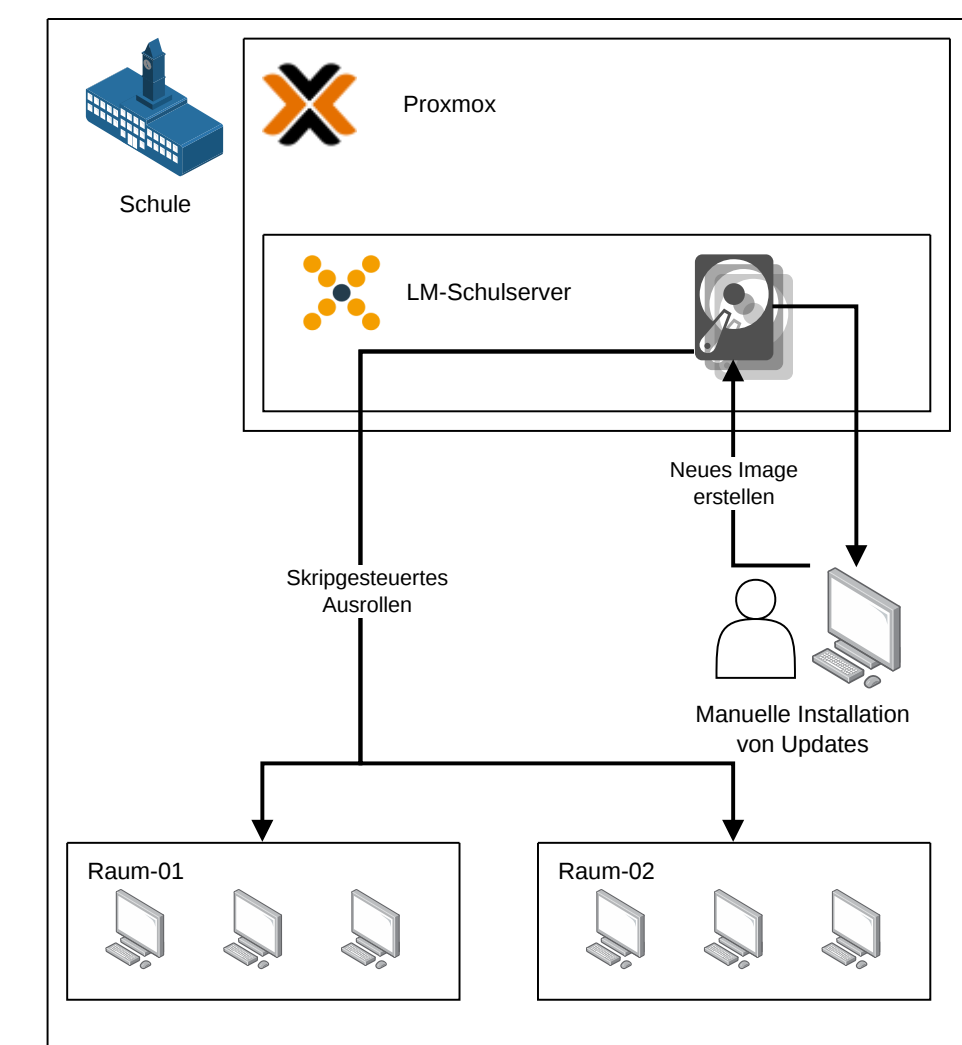 Proxmox
Schule
LM-Schulserver
Neues Image
erstellen
Skripgesteuertes
Ausrollen
Manuelle Installation
von Updates
Raum-01
Raum-02